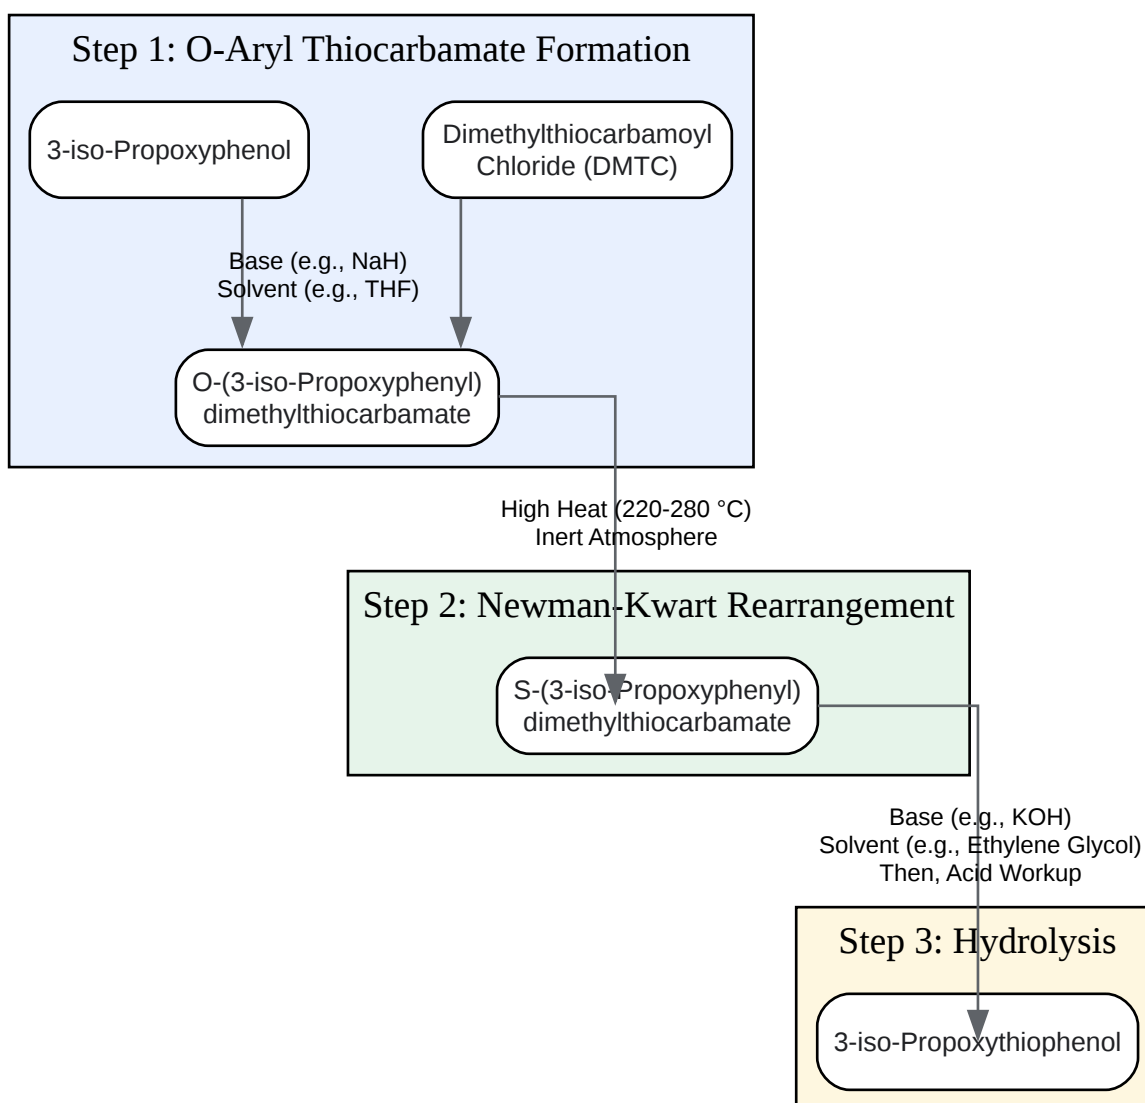 Step 1: O-Aryl Thiocarbamate Formation
3-iso-Propoxyphenol
Dimethylthiocarbamoyl
Chloride (DMTC)
Base (e.g., NaH)
Solvent (e.g., THF)
O-(3-iso-Propoxyphenyl)
dimethylthiocarbamate
High Heat (220-280 °C)
Inert Atmosphere
Step 2: Newman-Kwart Rearrangement
S-(3-iso-Propoxyphenyl)
dimethylthiocarbamate
Base (e.g., KOH)
Solvent (e.g., Ethylene Glycol)
Then, Acid Workup
Step 3: Hydrolysis
3-iso-Propoxythiophenol